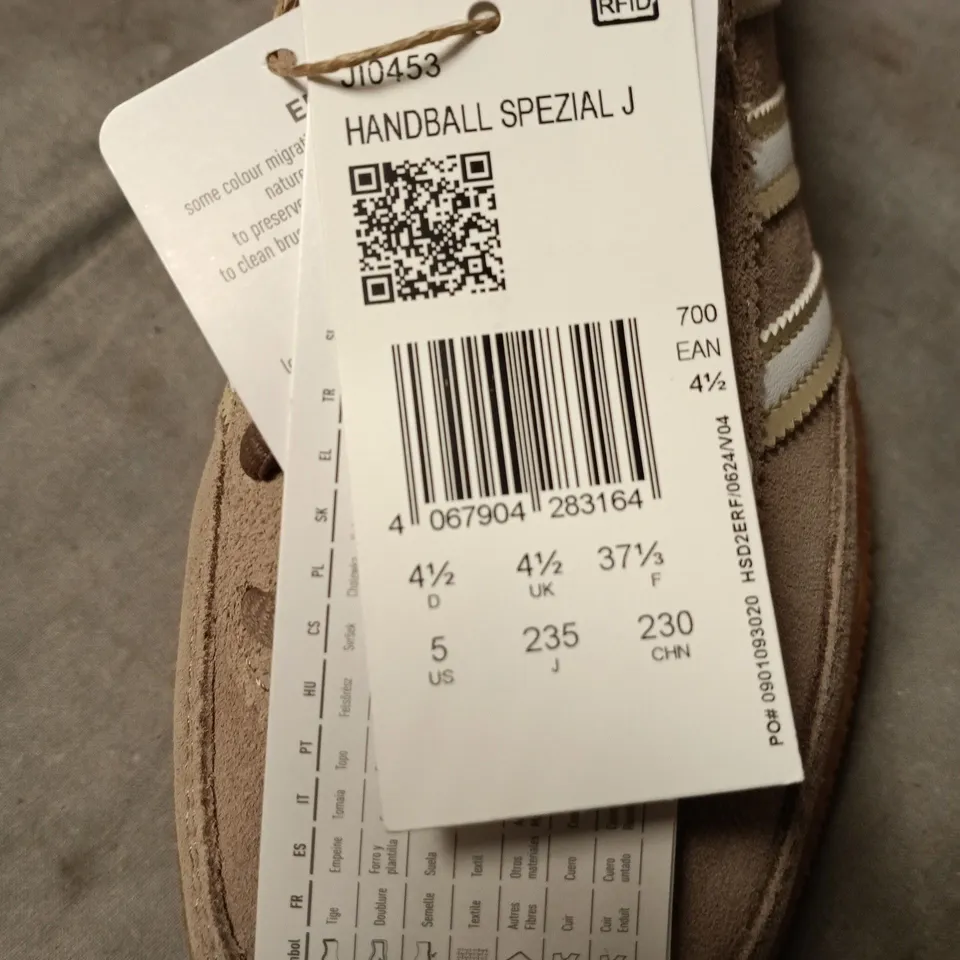 RFID
JI0453
HANDBALL SPEZIAL J
700
EAN
4½
4 067904 283164
4½ D
4½ UK
37⅓ F
5 US
235 J
230 CHN
PO# 0901093020 HSD2ERF/0624/V04
some colour migrati
nature
to preserve
to clean brus
TR
EL
SK
PL
CS
HU
PT
IT
ES
FR
Svršek
Felsőrész
Topo
Tomaia
Empeine
Tige
Forro y plantilla
Doublure
Suela
Semelle
Textil
Textile
Otros materiales
Autres Fibres
Cuero
Cuir
Cuero untado
Cuir Enduit